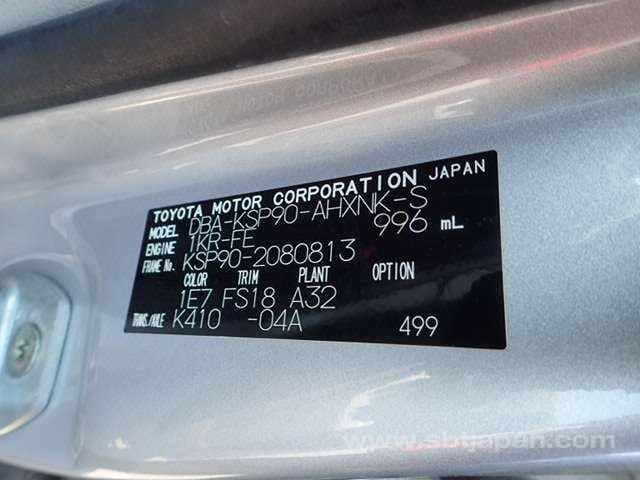 TOYOTA MOTOR CORPORATION JAPAN
MODEL DBA-KSP90-AHXNK-S
ENGINE 1KR-FE 996 mL
FRAME No. KSP90-2080813
COLOR TRIM PLANT OPTION
1E7 FS18 A32
TRANS./AXLE K410 -04A 499
www.sbtjapan.com